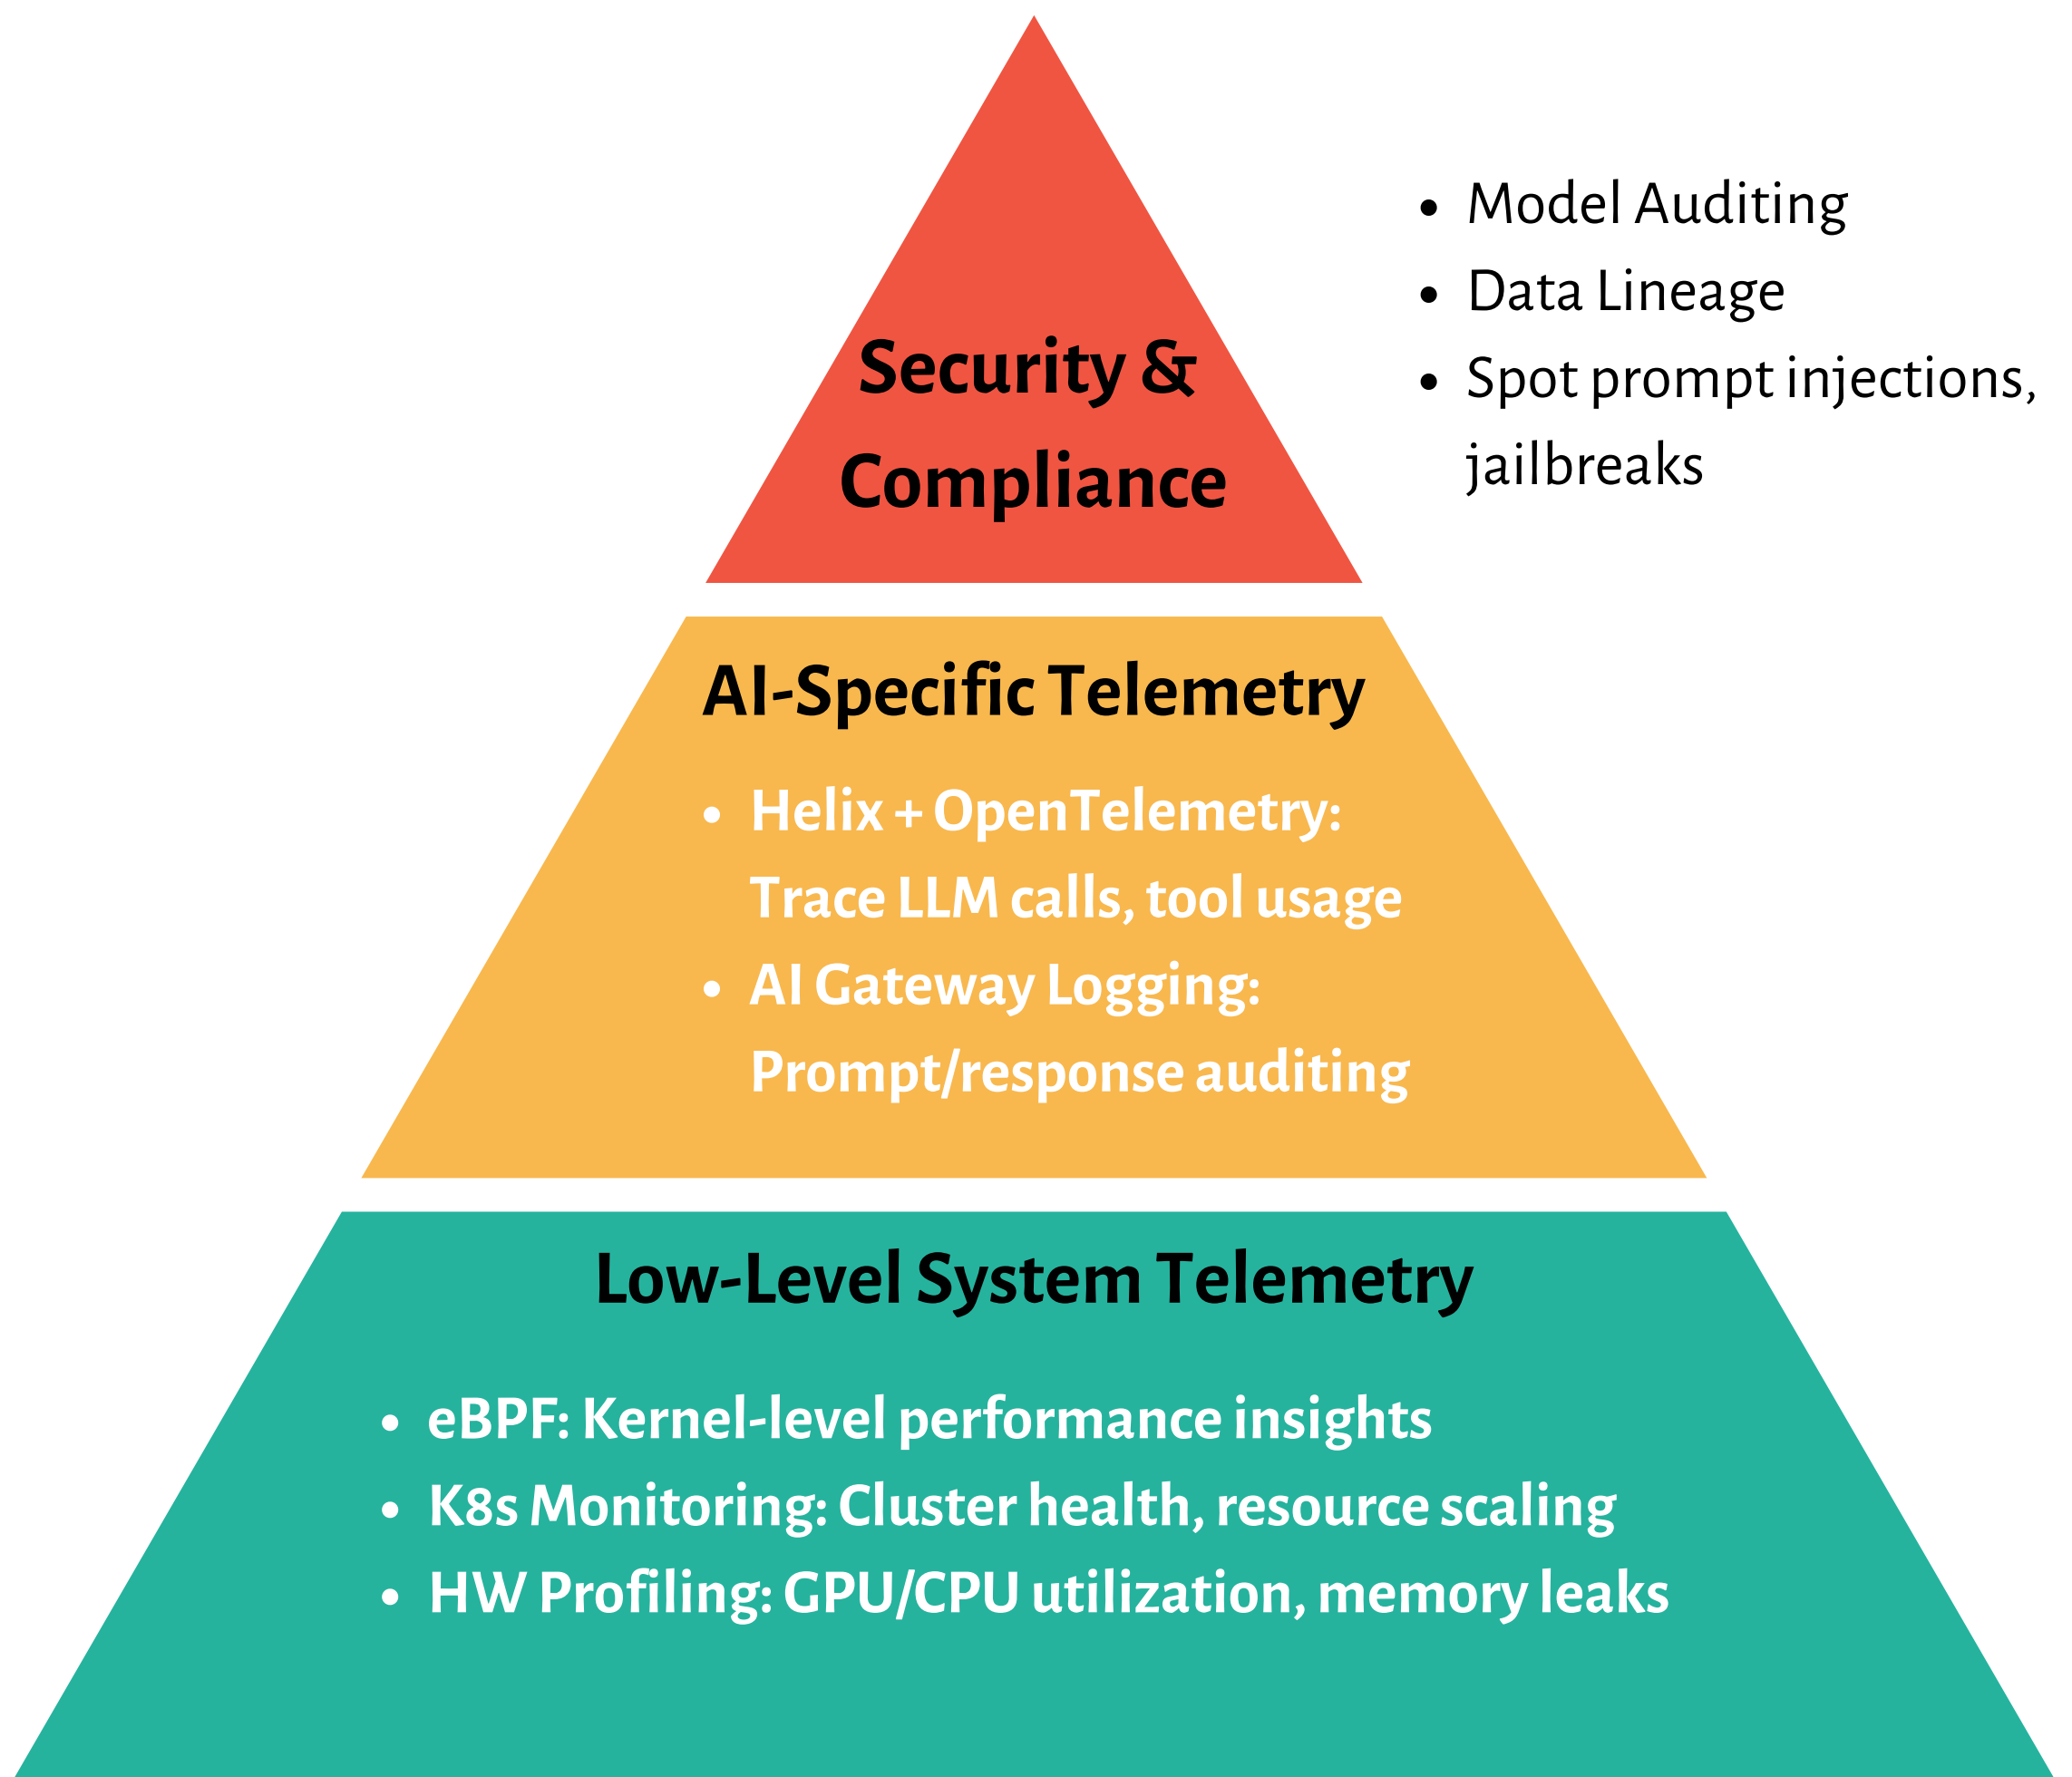 Security &
Compliance
• Model Auditing
• Data Lineage
• Spot prompt injections,
jailbreaks
AI-Specific Telemetry
• Helix + OpenTelemetry:
Trace LLM calls, tool usage
• AI Gateway Logging:
Prompt/response auditing
Low-Level System Telemetry
• eBPF: Kernel-level performance insights
• K8s Monitoring: Cluster health, resource scaling
• HW Profiling: GPU/CPU utilization, memory leaks